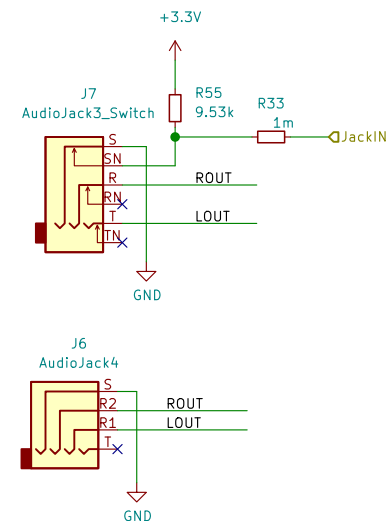 +3.3V
J7
AudioJack3_Switch
R55
9.53k
R33
1m
JackIN
S
SN
R
ROUT
RN
T
LOUT
TN
GND
J6
AudioJack4
S
R2
ROUT
R1
LOUT
T
GND